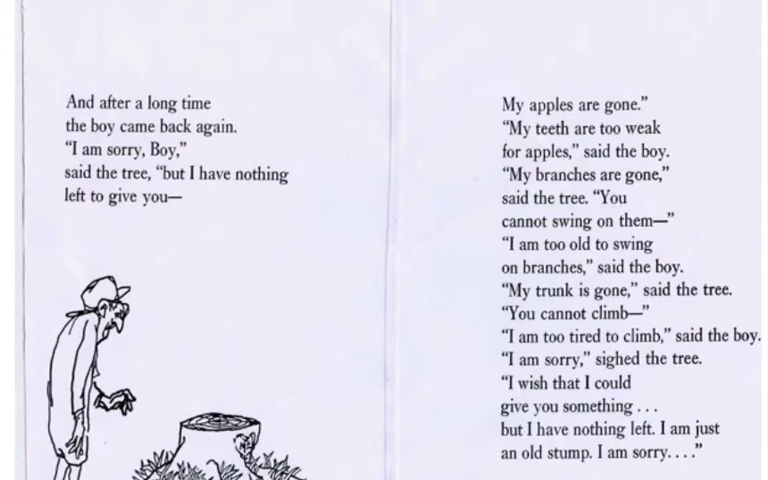 And after a long time
the boy came back again.
“I am sorry, Boy,”
said the tree, “but I have nothing
left to give you—
My apples are gone.”
“My teeth are too weak
for apples,” said the boy.
“My branches are gone,”
said the tree. “You
cannot swing on them—”
“I am too old to swing
on branches,” said the boy.
“My trunk is gone,” said the tree.
“You cannot climb—”
“I am too tired to climb,” said the boy.
“I am sorry,” sighed the tree.
“I wish that I could
give you something . . .
but I have nothing left. I am just
an old stump. I am sorry. . . .”